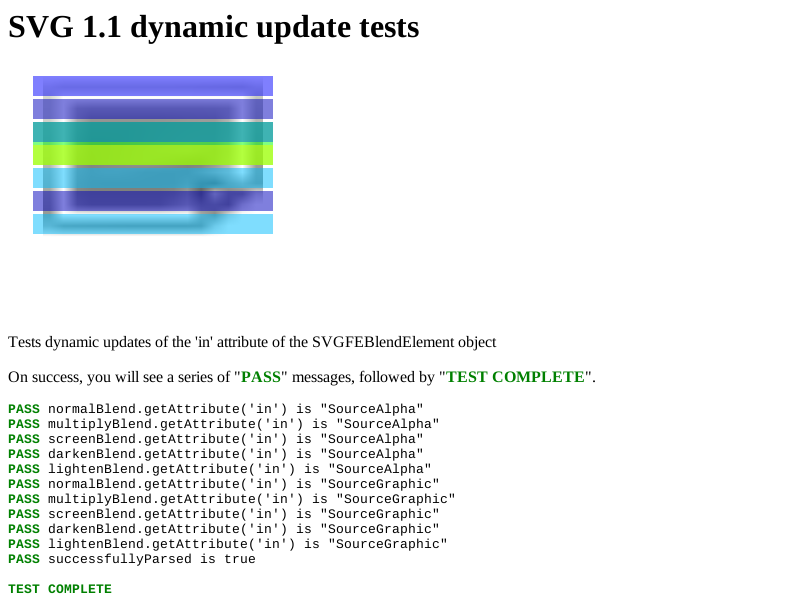 SVG 1.1 dynamic update tests
Tests dynamic updates of the 'in' attribute of the SVGFEBlendElement object
On success, you will see a series of "PASS" messages, followed by "TEST COMPLETE".
PASS normalBlend.getAttribute('in') is "SourceAlpha"
PASS multiplyBlend.getAttribute('in') is "SourceAlpha"
PASS screenBlend.getAttribute('in') is "SourceAlpha"
PASS darkenBlend.getAttribute('in') is "SourceAlpha"
PASS lightenBlend.getAttribute('in') is "SourceAlpha"
PASS normalBlend.getAttribute('in') is "SourceGraphic"
PASS multiplyBlend.getAttribute('in') is "SourceGraphic"
PASS screenBlend.getAttribute('in') is "SourceGraphic"
PASS darkenBlend.getAttribute('in') is "SourceGraphic"
PASS lightenBlend.getAttribute('in') is "SourceGraphic"
PASS successfullyParsed is true
TEST COMPLETE